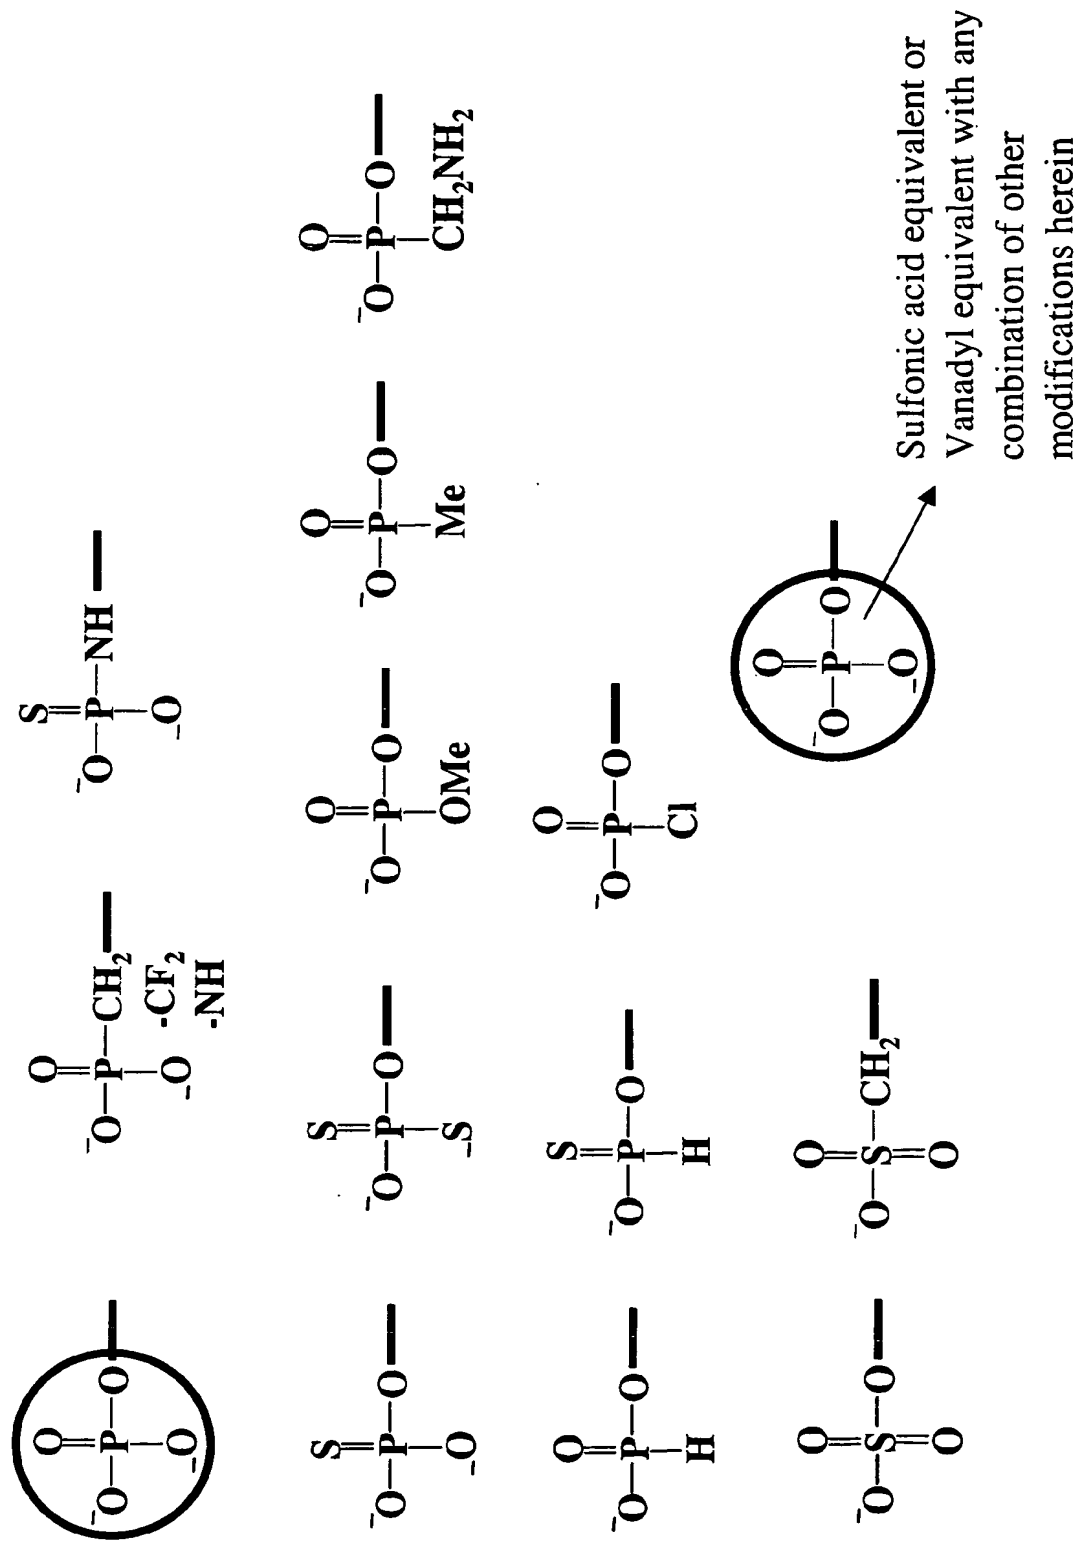 O
⁻O–P–O
O⁻
O
⁻O–P–CH₂
O⁻
-CF₂
-NH
S
⁻O–P–NH
O⁻
S
⁻O–P–O
O⁻
S
⁻O–P–O
S⁻
O
⁻O–P–O
OMe
O
⁻O–P–O
Me
O
⁻O–P–O
CH₂NH₂
O
⁻O–P–O
H
S
⁻O–P–O
H
O
⁻O–P–O
Cl
O
⁻O–S–O
O
O
⁻O–S–CH₂
O
O
⁻O–P–O
O⁻
Sulfonic acid equivalent or
Vanadyl equivalent with any
combination of other
modifications herein